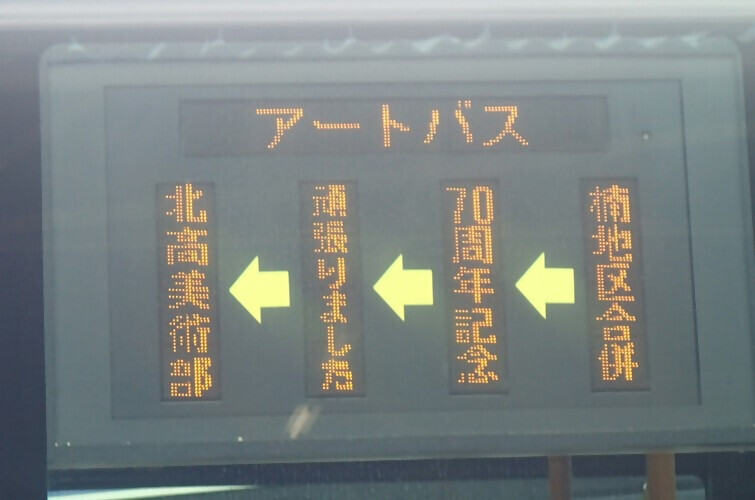 アートバス
楠地区合併
70周年記念
頑張りました
北高美術部